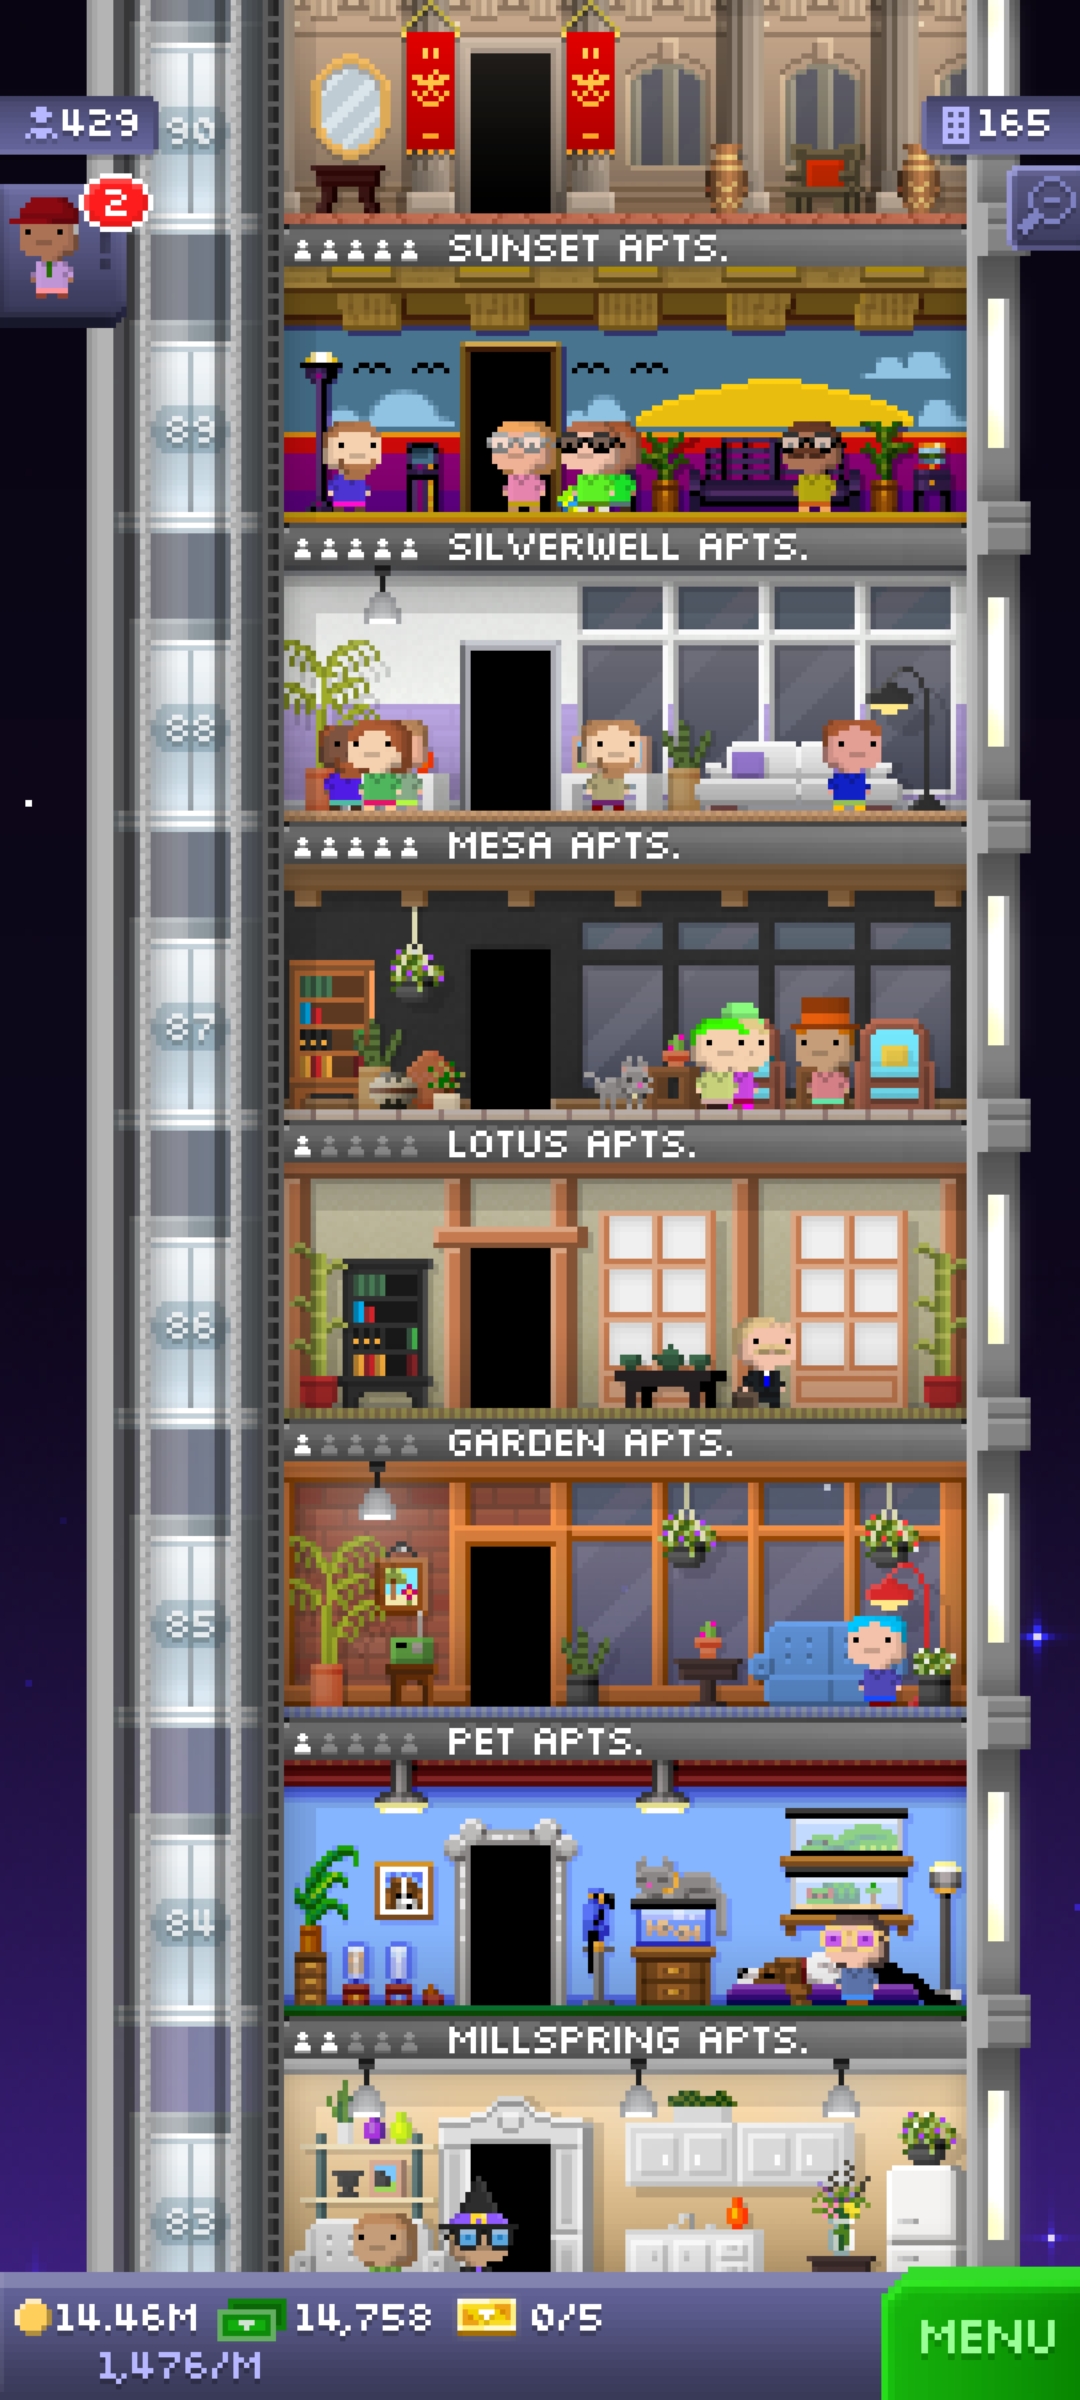 429
90
165
2
SUNSET APTS.
89
SILVERWELL APTS.
88
MESA APTS.
87
LOTUS APTS.
86
GARDEN APTS.
85
PET APTS.
84
MILLSPRING APTS.
83
14.46M 14,758 0/5
1,476/M
MENU